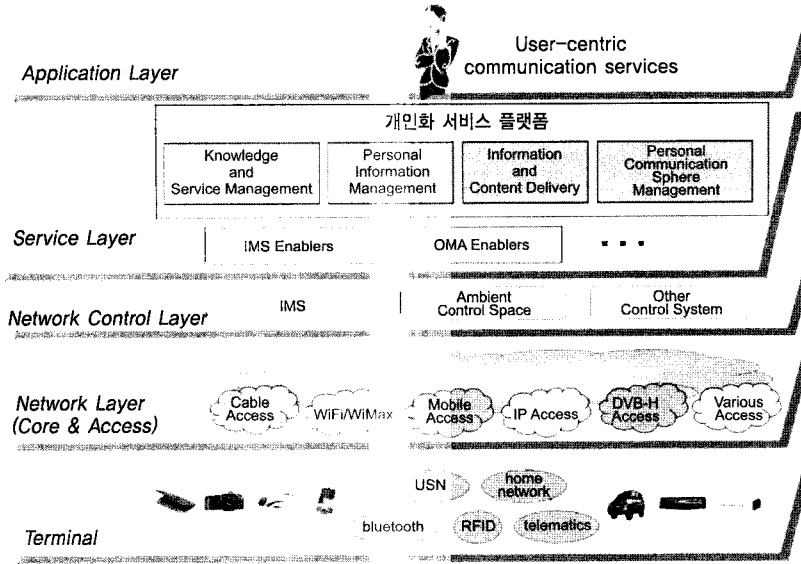 User-centric
communication services
Application Layer
개인화 서비스 플랫폼
Knowledge
and
Service Management
Personal
Information
Management
Information
and
Content Delivery
Personal
Communication
Sphere
Management
Service Layer
IMS Enablers
OMA Enablers
...
Network Control Layer
IMS
Ambient
Control Space
Other
Control System
Network Layer
(Core & Access)
Cable
Access
WiFi/WiMax
Mobile
Access
IP Access
DVB-H
Access
Various
Access
USN
home
network
bluetooth
RFID
telematics
Terminal